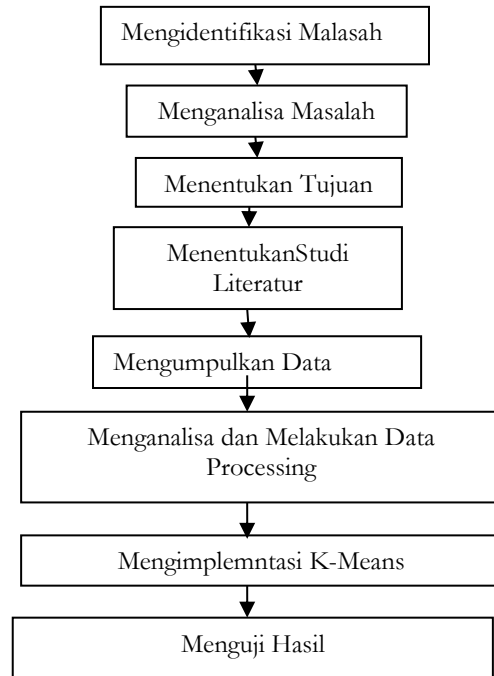 Mengidentifikasi Malasah
Menganalisa Masalah
Menentukan Tujuan
MenentukanStudi
Literatur
Mengumpulkan Data
Menganalisa dan Melakukan Data
Processing
Mengimplemntasi K-Means
Menguji Hasil